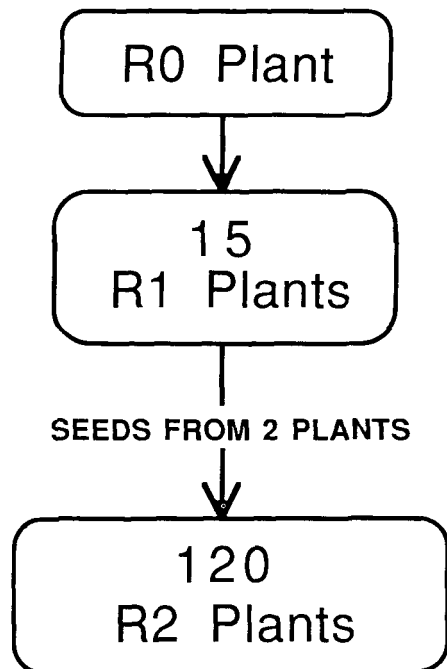 R0 Plant
15
R1 Plants
SEEDS FROM 2 PLANTS
120
R2 Plants